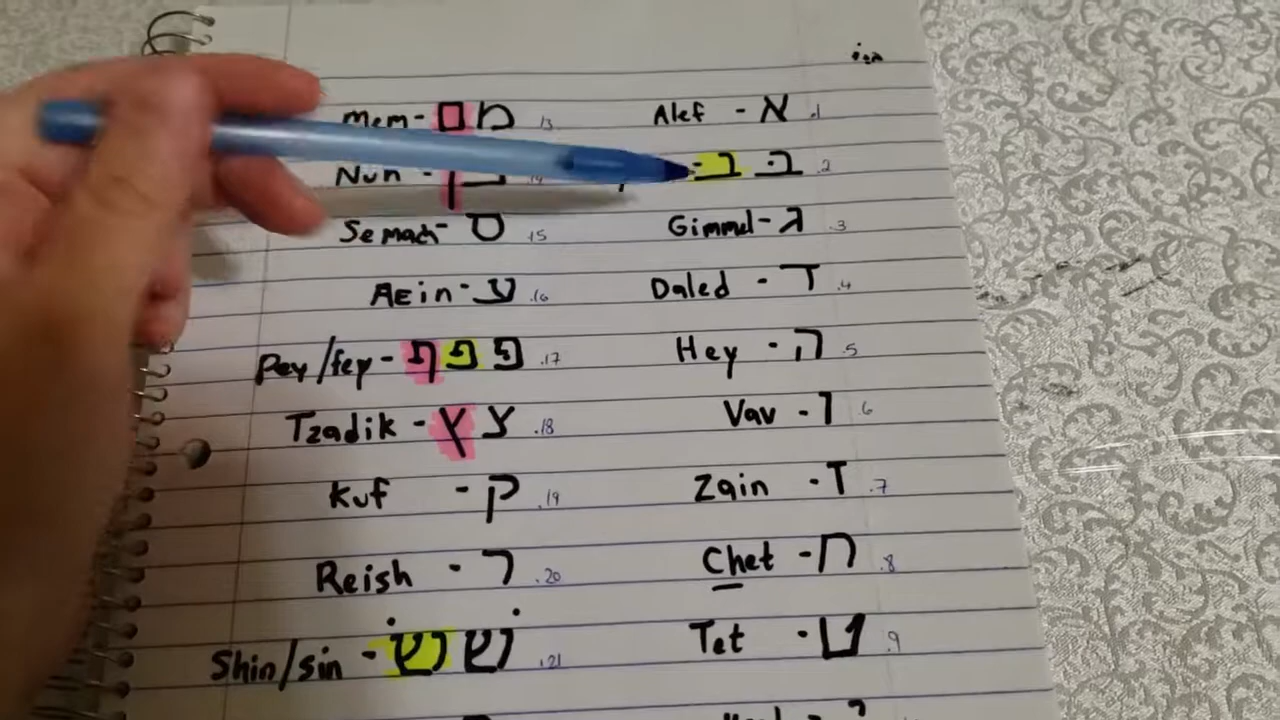 Alef - א .1
ב בּ .2
Gimmel - ג .3
Daled - ד .4
Hey - ה .5
Vav - ו .6
Zain - ז .7
Chet - ח .8
Tet - ט .9
Mem - ם מ .13
Nun - ן
Semach - ס .15
AEin - ע .16
Pey/fey - ף פ פּ .17
Tzadik - ץ צ .18
Kuf - ק .19
Reish - ר .20
Shin/sin - שׂ שׁ .21